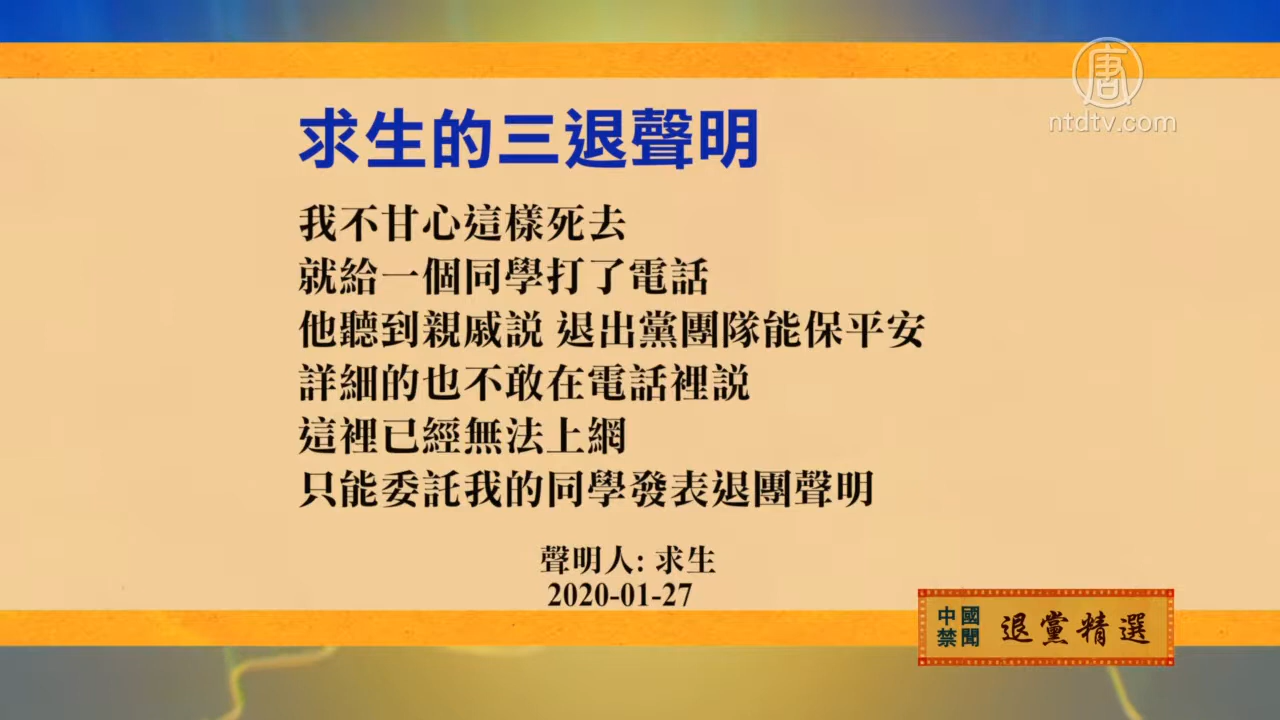 唐
ntdtv.com
求生的三退聲明
我不甘心這樣死去
就給一個同學打了電話
他聽到親戚説 退出黨團隊能保平安
詳細的也不敢在電話裡説
這裡已經無法上網
只能委託我的同學發表退團聲明
聲明人: 求生
2020-01-27
中國
禁聞
退黨精選